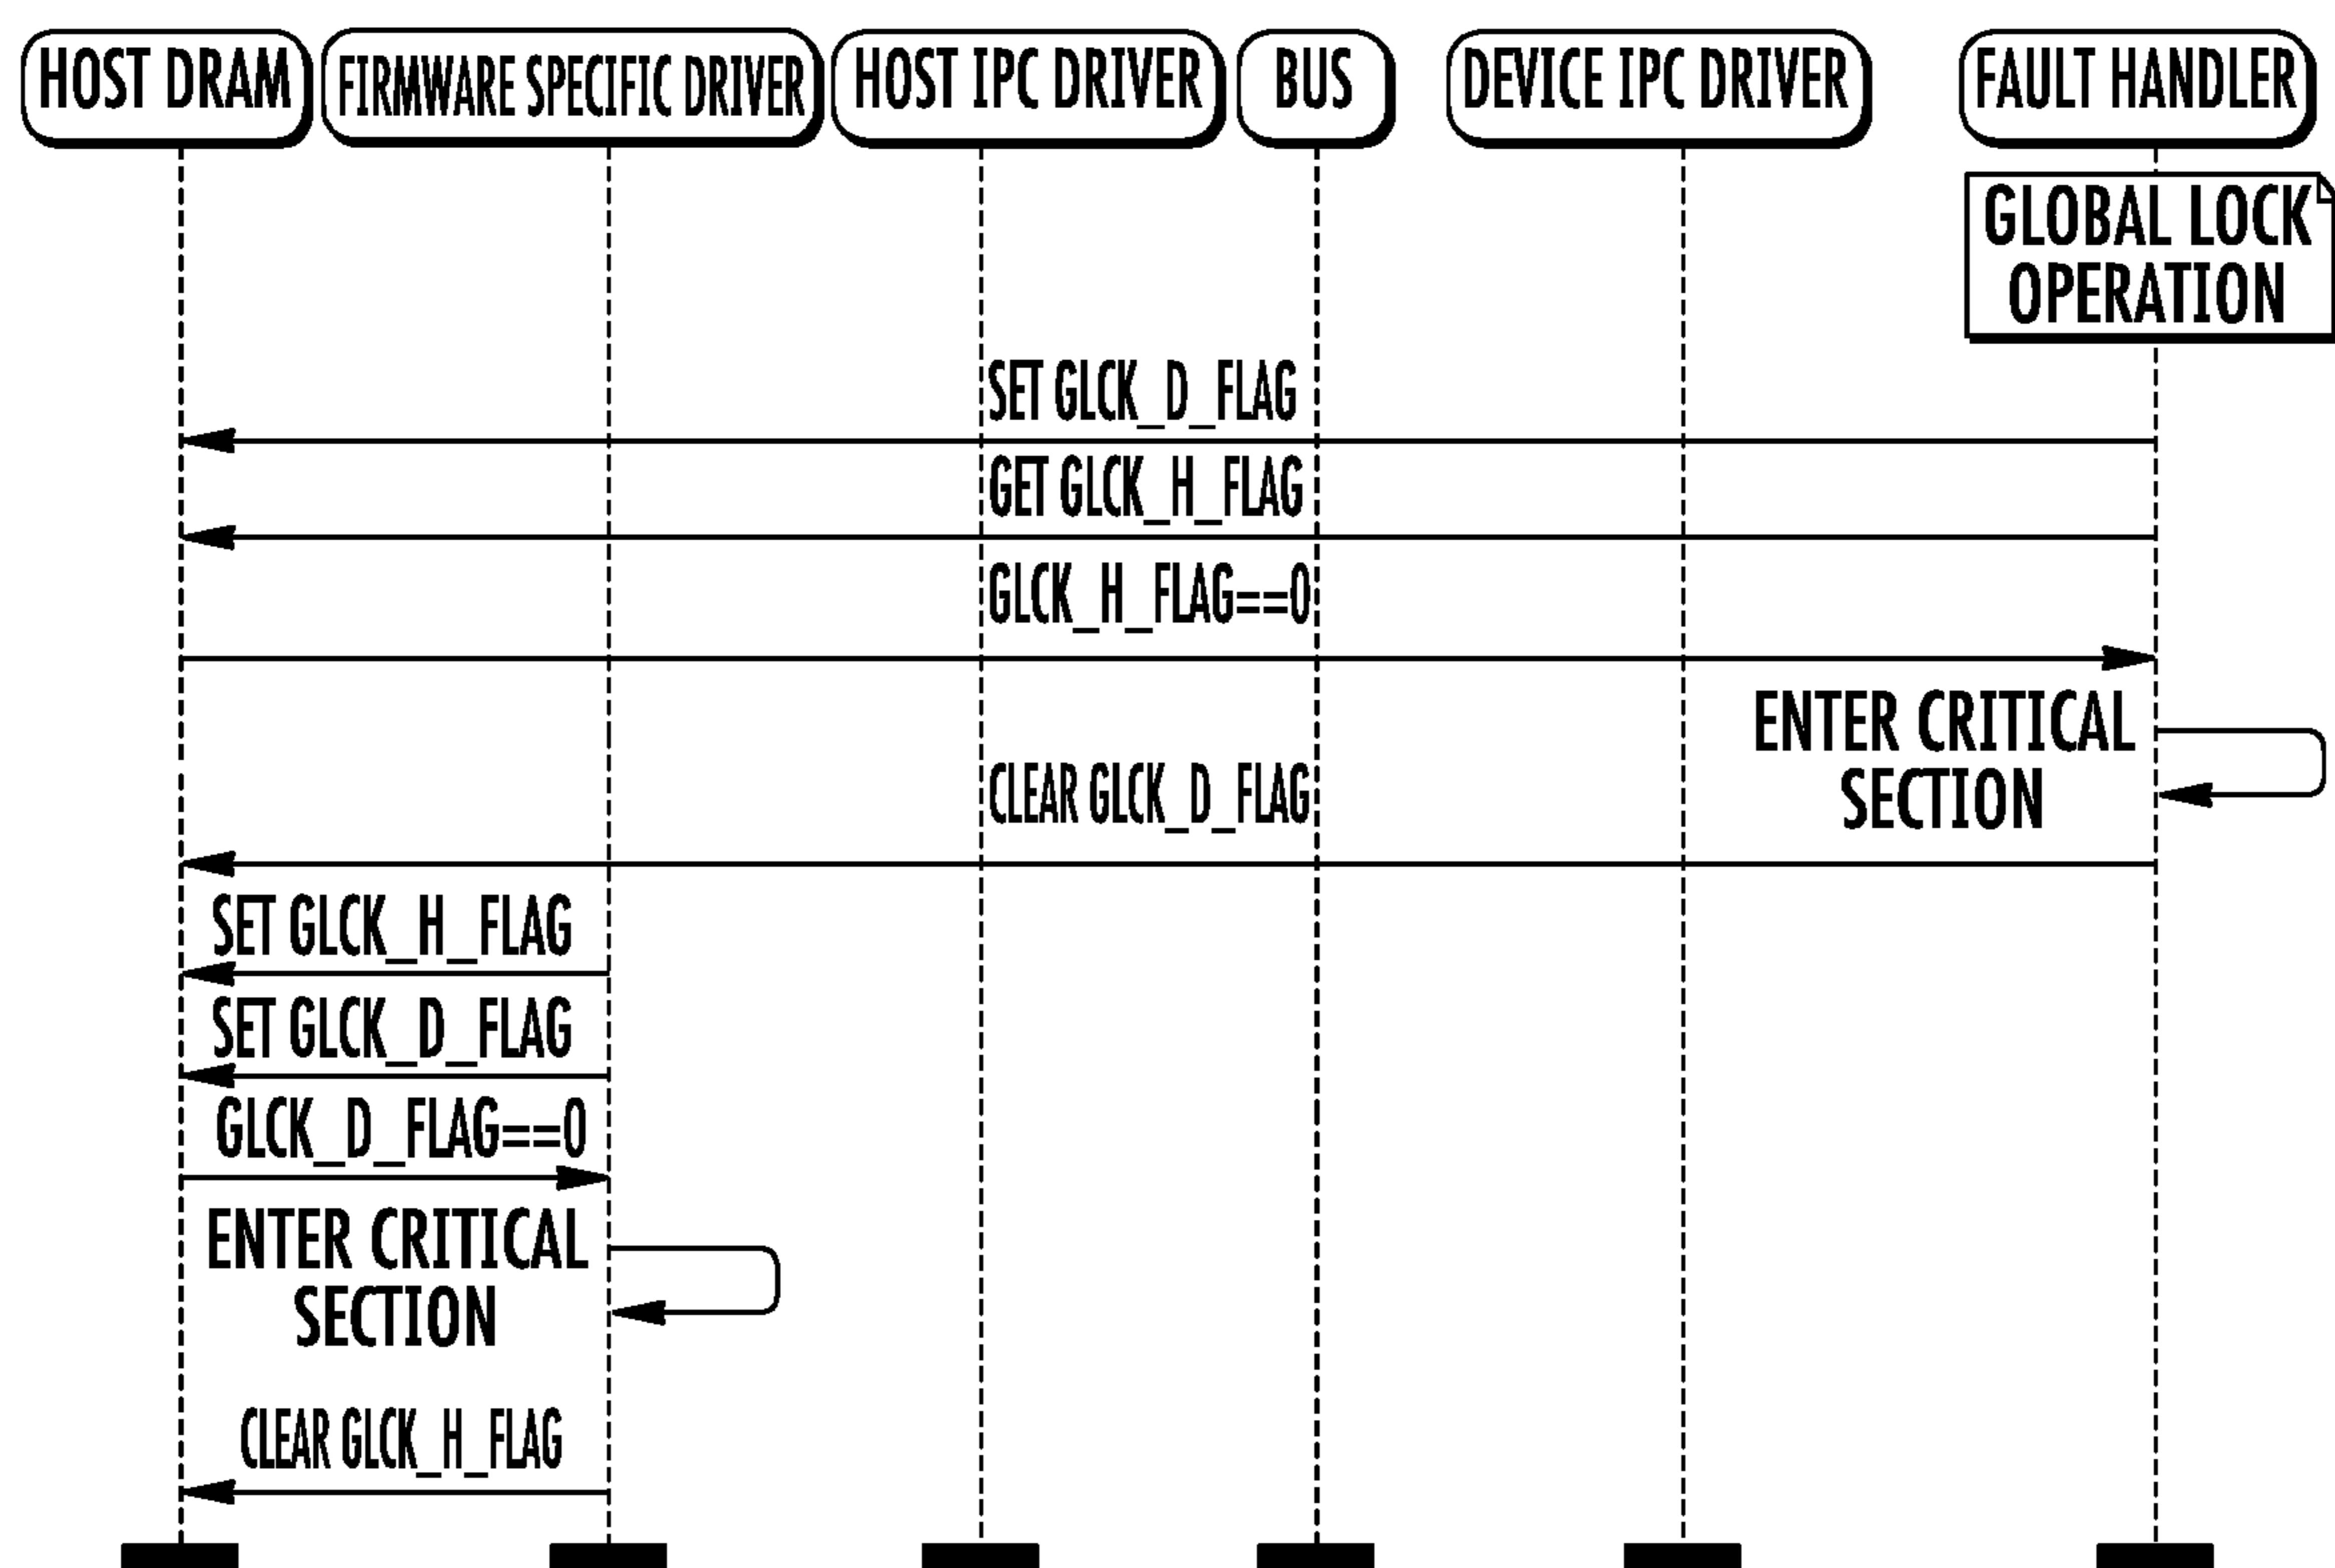 HOST DRAM
FIRMWARE SPECIFIC DRIVER
HOST IPC DRIVER
BUS
DEVICE IPC DRIVER
FAULT HANDLER
GLOBAL LOCK
OPERATION
SET GLCK_D_FLAG
GET GLCK_H_FLAG
GLCK_H_FLAG==0
ENTER CRITICAL
SECTION
CLEAR GLCK_D_FLAG
SET GLCK_H_FLAG
SET GLCK_D_FLAG
GLCK_D_FLAG==0
ENTER CRITICAL
SECTION
CLEAR GLCK_H_FLAG